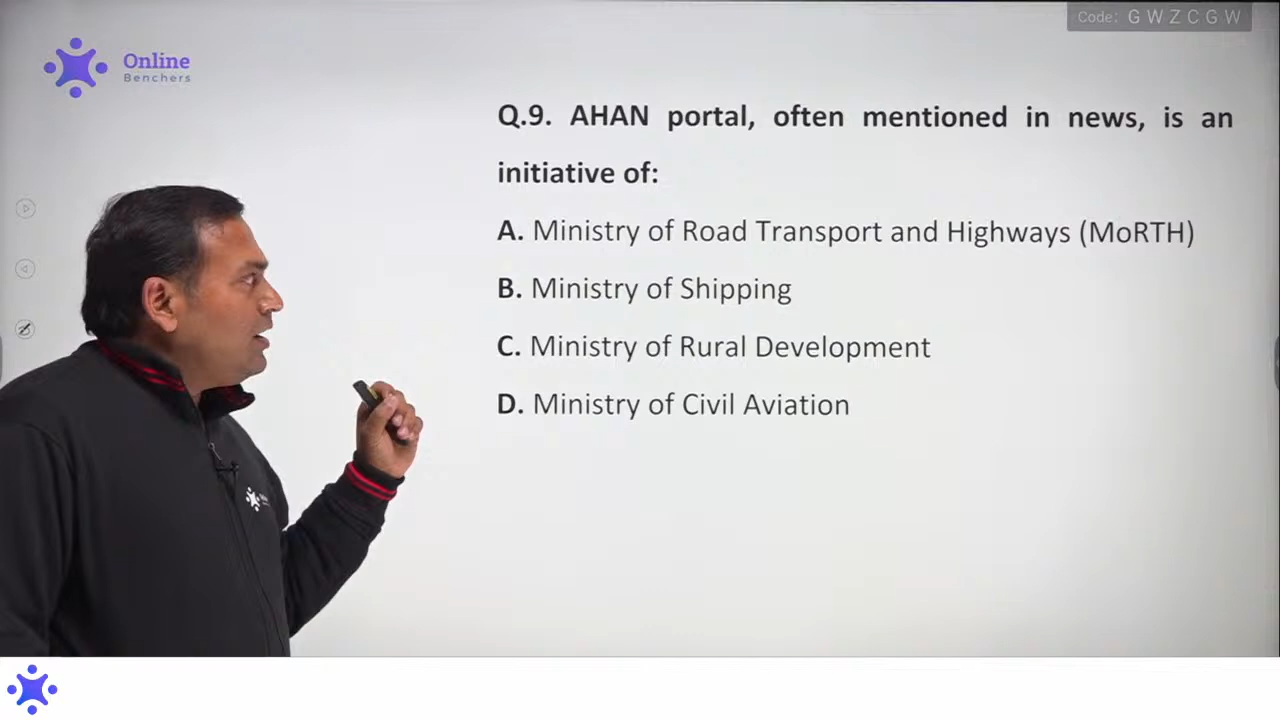 Code: G W Z C G W
Online
Benchers
Q.9. AHAN portal, often mentioned in news, is an
initiative of:
A. Ministry of Road Transport and Highways (MoRTH)
B. Ministry of Shipping
C. Ministry of Rural Development
D. Ministry of Civil Aviation